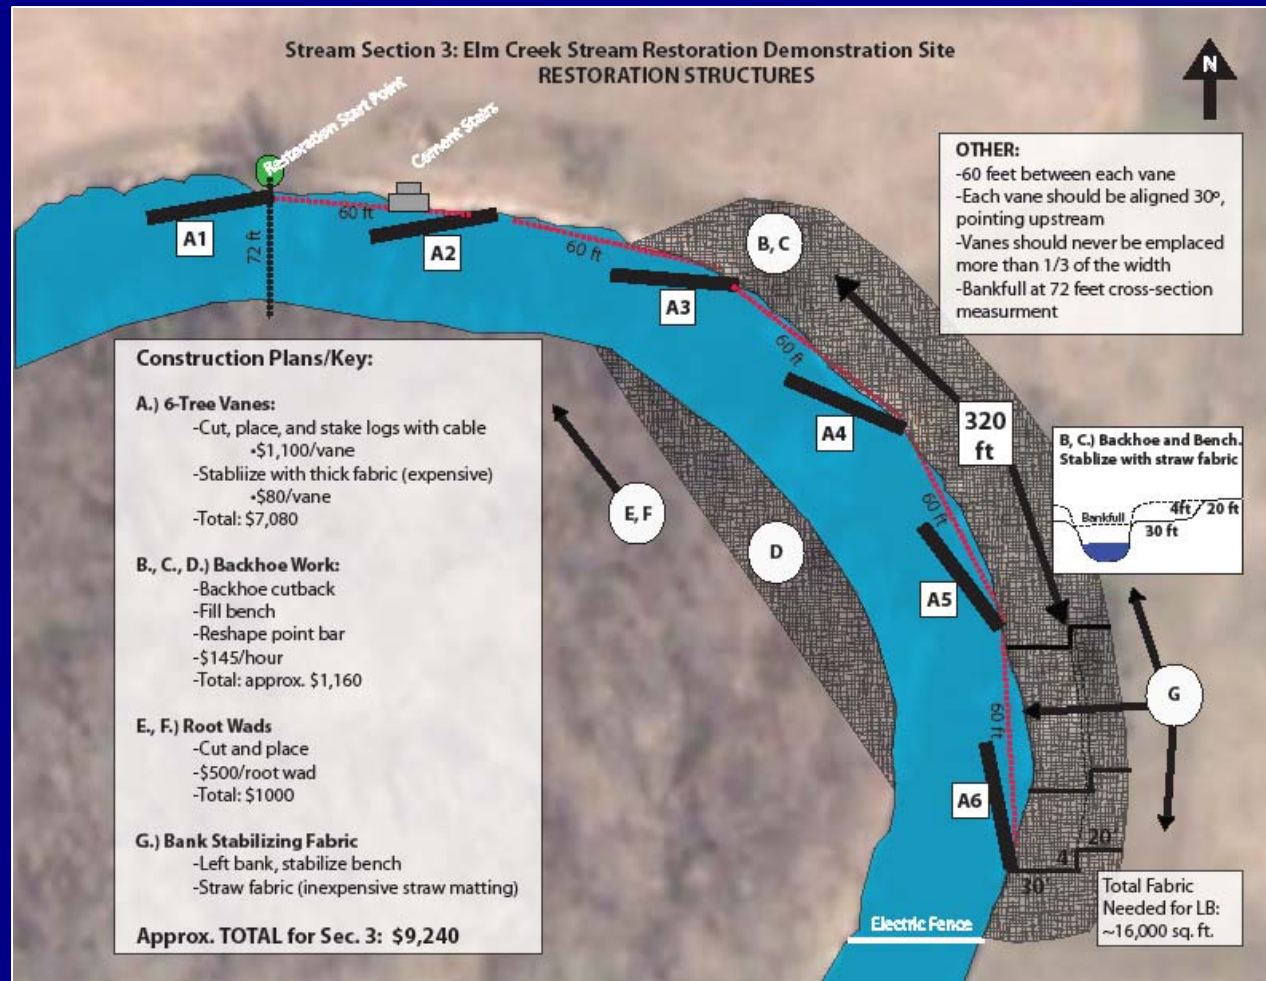 Stream Section 3: Elm Creek Stream Restoration Demonstration Site
RESTORATION STRUCTURES
N
Restoration Start Point
Cement Stairs
OTHER:
-60 feet between each vane
-Each vane should be aligned 30º,
pointing upstream
-Vanes should never be emplaced
more than 1/3 of the width
-Bankfull at 72 feet cross-section
measurment
A1
72 ft
60 ft
A2
60 ft
A3
B, C
60 ft
A4
320
ft
60 ft
A5
60 ft
A6
E, F
D
G
B, C.) Backhoe and Bench.
Stablize with straw fabric
Bankfull
4ft
20 ft
30 ft
Construction Plans/Key:
A.) 6-Tree Vanes:
-Cut, place, and stake logs with cable
•$1,100/vane
-Stabliize with thick fabric (expensive)
•$80/vane
-Total: $7,080
B., C., D.) Backhoe Work:
-Backhoe cutback
-Fill bench
-Reshape point bar
-$145/hour
-Total: approx. $1,160
E., F.) Root Wads
-Cut and place
-$500/root wad
-Total: $1000
G.) Bank Stabilizing Fabric
-Left bank, stabilize bench
-Straw fabric (inexpensive straw matting)
Approx. TOTAL for Sec. 3: $9,240
20'
4'
30'
Electric Fence
Total Fabric
Needed for LB:
~16,000 sq. ft.